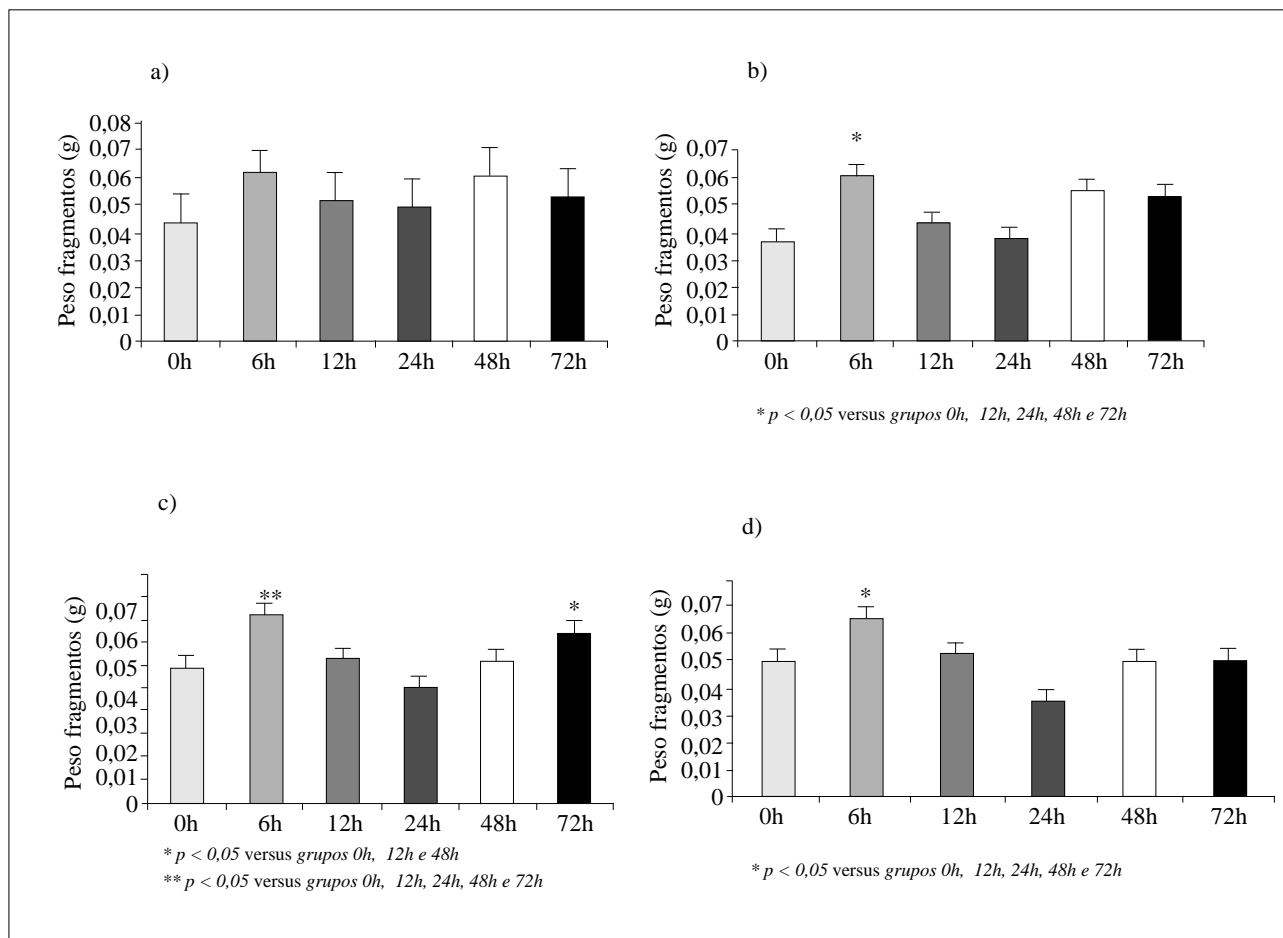 a)
Peso fragmentos (g)
0,08
0,07
0,06
0,05
0,04
0,03
0,02
0,01
0
0h 6h 12h 24h 48h 72h
b)
Peso fragmentos (g)
0,07
0,06
0,05
0,04
0,03
0,02
0,01
0
*
0h 6h 12h 24h 48h 72h
* p < 0,05 versus grupos 0h, 12h, 24h, 48h e 72h
c)
Peso fragmentos (g)
0,07
0,06
0,05
0,04
0,03
0,02
0,01
0
** *
0h 6h 12h 24h 48h 72h
* p < 0,05 versus grupos 0h, 12h e 48h
** p < 0,05 versus grupos 0h, 12h, 24h, 48h e 72h
d)
Peso fragmentos (g)
0,07
0,06
0,05
0,04
0,03
0,02
0,01
0
*
0h 6h 12h 24h 48h 72h
* p < 0,05 versus grupos 0h, 12h, 24h, 48h e 72h